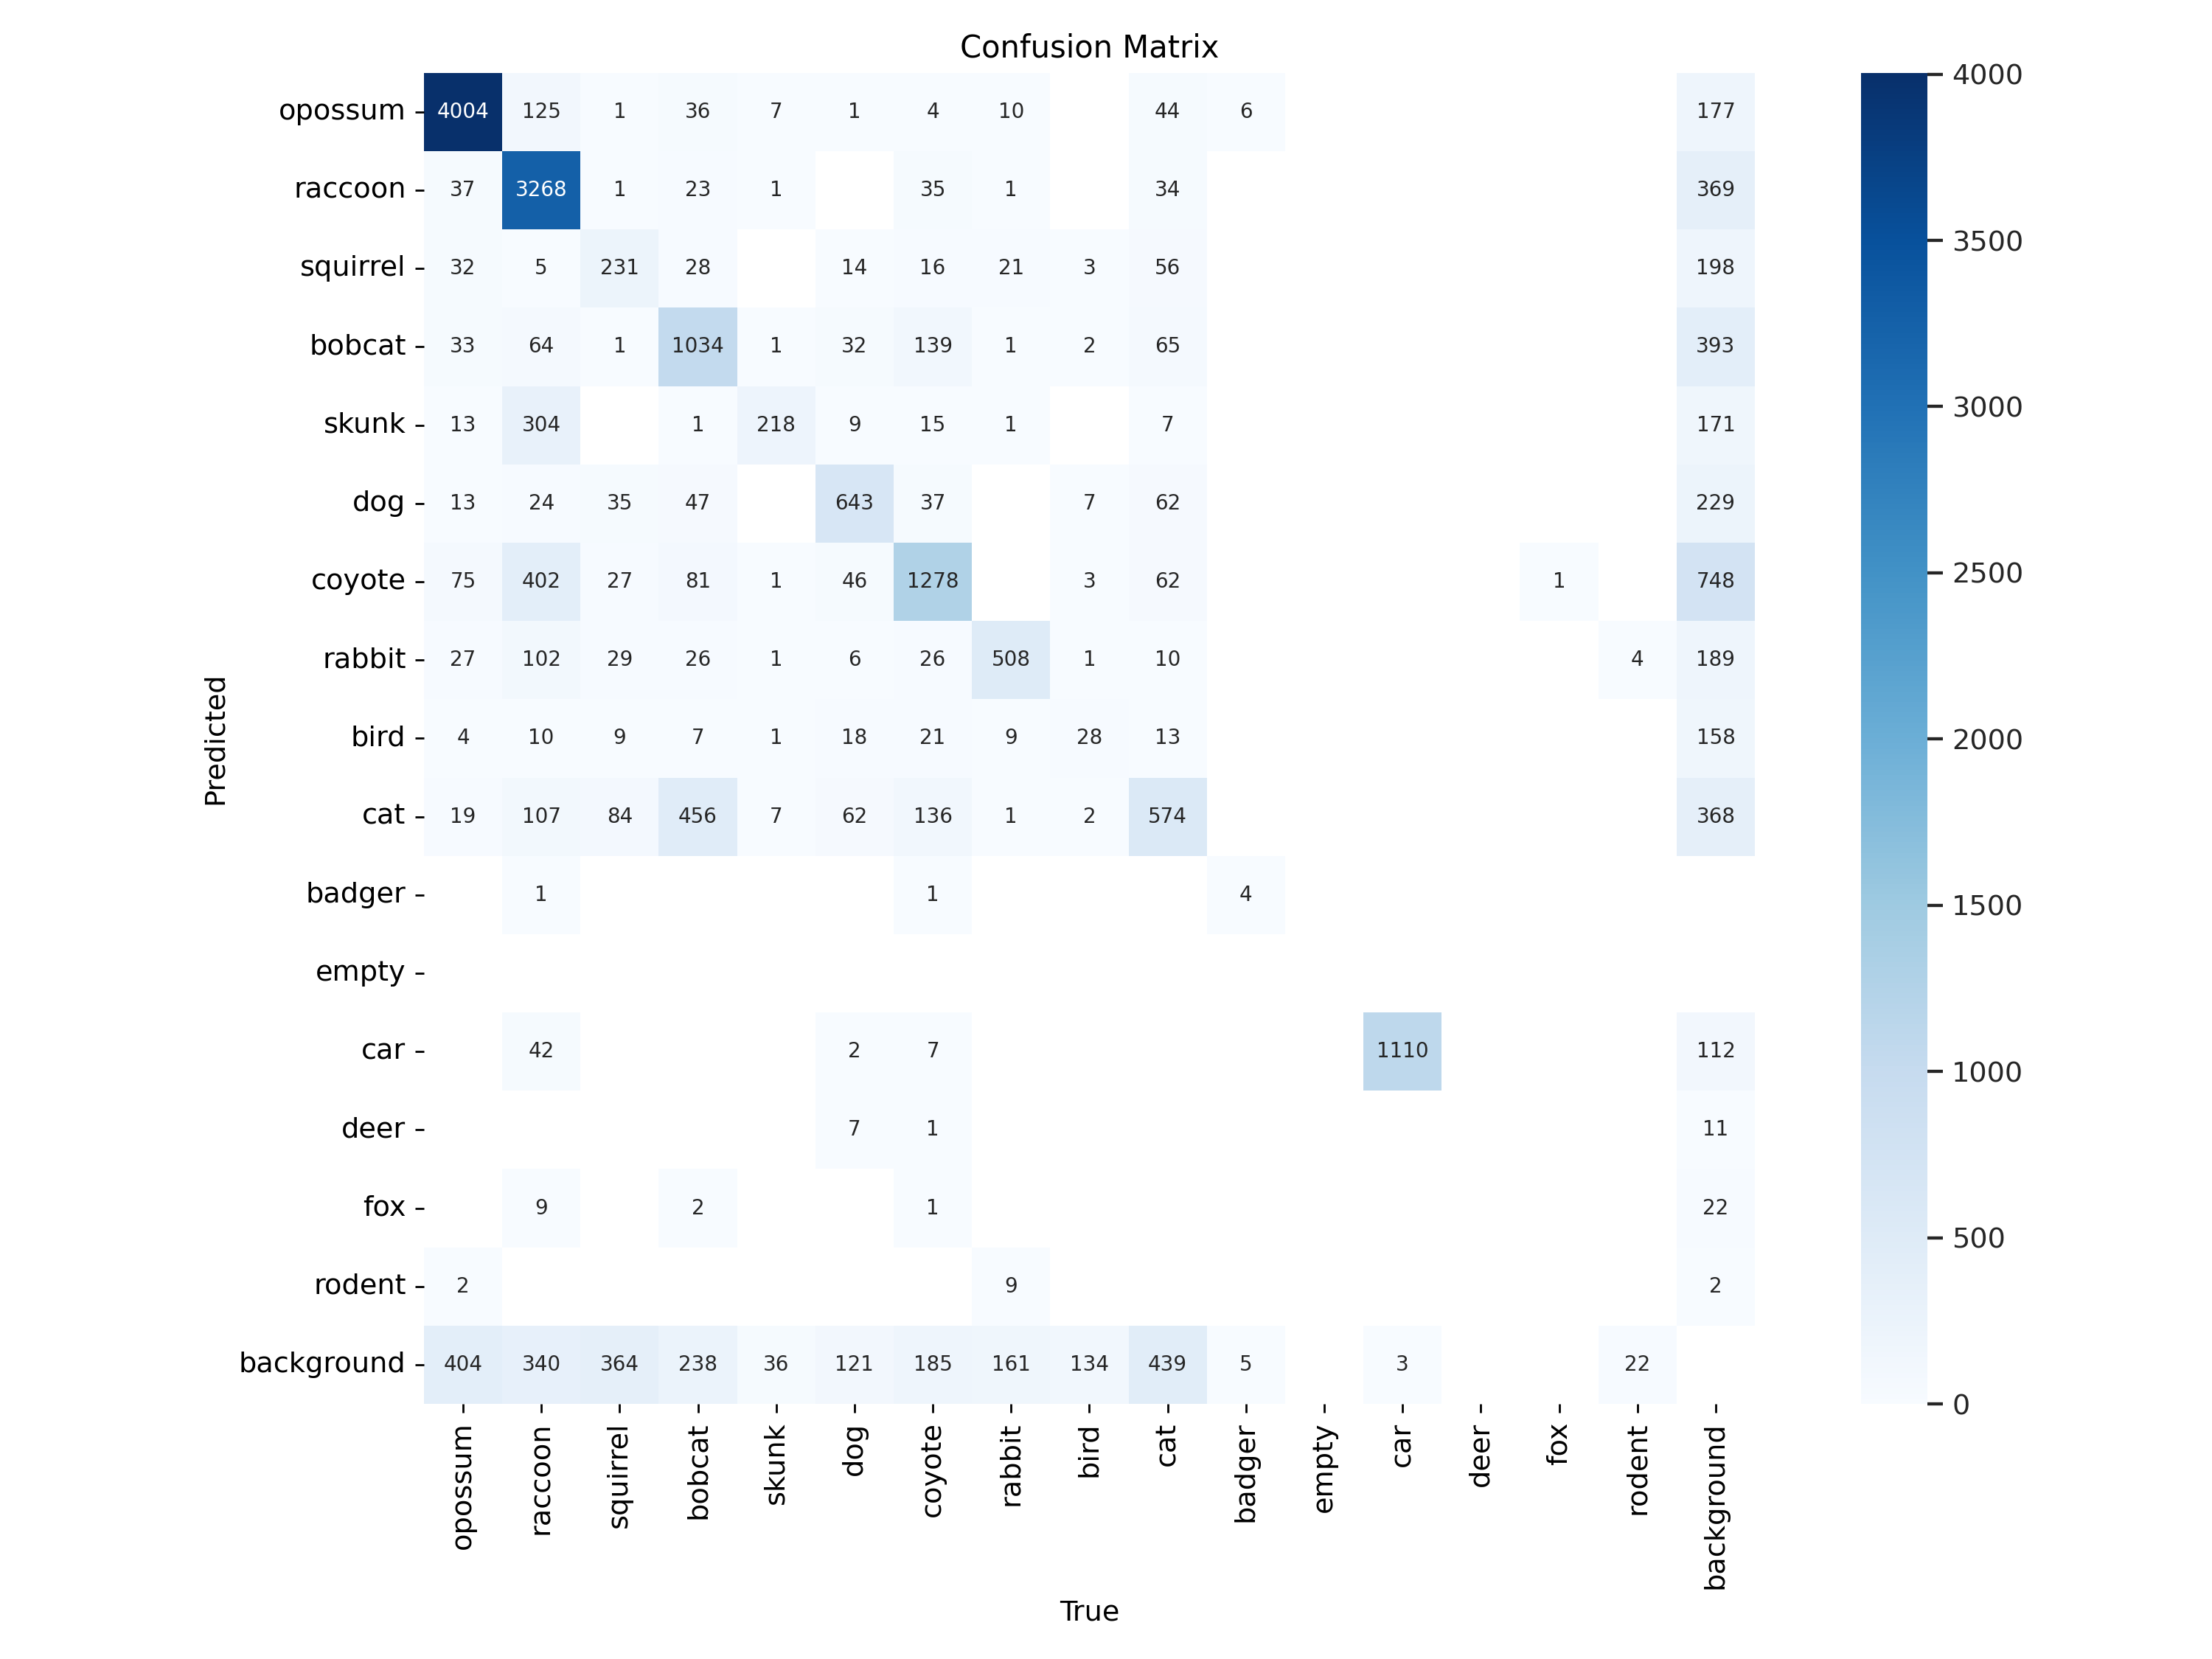 Confusion Matrix
opossum 4004 125 1 36 7 1 4 10 44 6 177
raccoon 37 3268 1 23 1 35 1 34 369
squirrel 32 5 231 28 14 16 21 3 56 198
bobcat 33 64 1 1034 1 32 139 1 2 65 393
skunk 13 304 1 218 9 15 1 7 171
dog 13 24 35 47 643 37 7 62 229
coyote 75 402 27 81 1 46 1278 3 62 1 748
rabbit 27 102 29 26 1 6 26 508 1 10 4 189
bird 4 10 9 7 1 18 21 9 28 13 158
cat 19 107 84 456 7 62 136 1 2 574 368
badger 1 1 4
empty
car 42 2 7 1110 112
deer 7 1 11
fox 9 2 1 22
rodent 2 9 2
background 404 340 364 238 36 121 185 161 134 439 5 3 22
opossum raccoon squirrel bobcat skunk dog coyote rabbit bird cat badger empty car deer fox rodent background
True
Predicted
4000
3500
3000
2500
2000
1500
1000
500
0